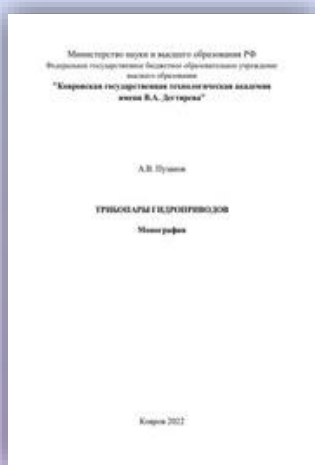 Министерство науки и высшего образования РФ
Федеральное государственное бюджетное образовательное учреждение
высшего образования
"Ковровская государственная технологическая академия
имени В.А. Дегтярева"
А.В. Пузанов
ТРИБОПАРЫ ГИДРОПРИВОДОВ
Монография
Ковров 2022